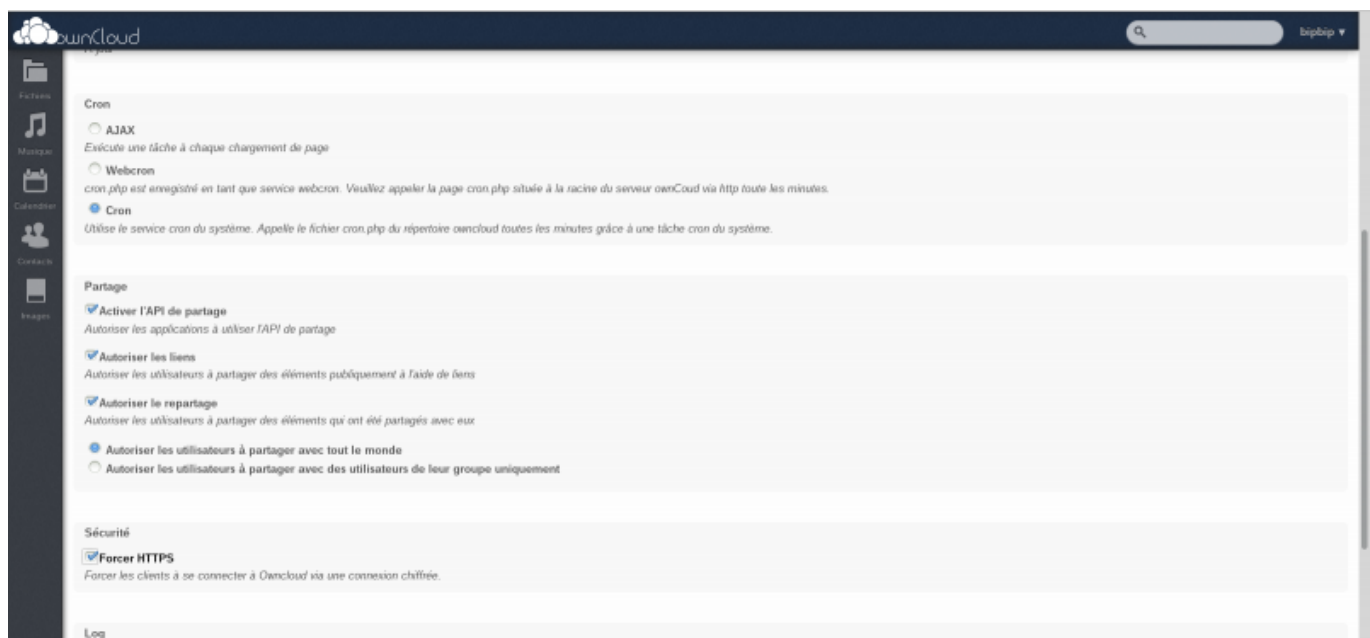 ownCloud
bipbip ▾
Fichiers
Musique
Calendrier
Contacts
Images
Cron
AJAX
Exécute une tâche à chaque chargement de page
Webcron
cron.php est enregistré en tant que service webcron. Veuillez appeler la page cron.php située à la racine du serveur ownCoud via http toute les minutes.
Cron
Utilise le service cron du système. Appelle le fichier cron.php du répertoire owncloud toutes les minutes grâce à une tâche cron du système.
Partage
Activer l'API de partage
Autoriser les applications à utiliser l'API de partage
Autoriser les liens
Autoriser les utilisateurs à partager des éléments publiquement à l'aide de liens
Autoriser le repartage
Autoriser les utilisateurs à partager des éléments qui ont été partagés avec eux
Autoriser les utilisateurs à partager avec tout le monde
Autoriser les utilisateurs à partager avec des utilisateurs de leur groupe uniquement
Sécurité
Forcer HTTPS
Forcer les clients à se connecter à Owncloud via une connexion chiffrée.
Log